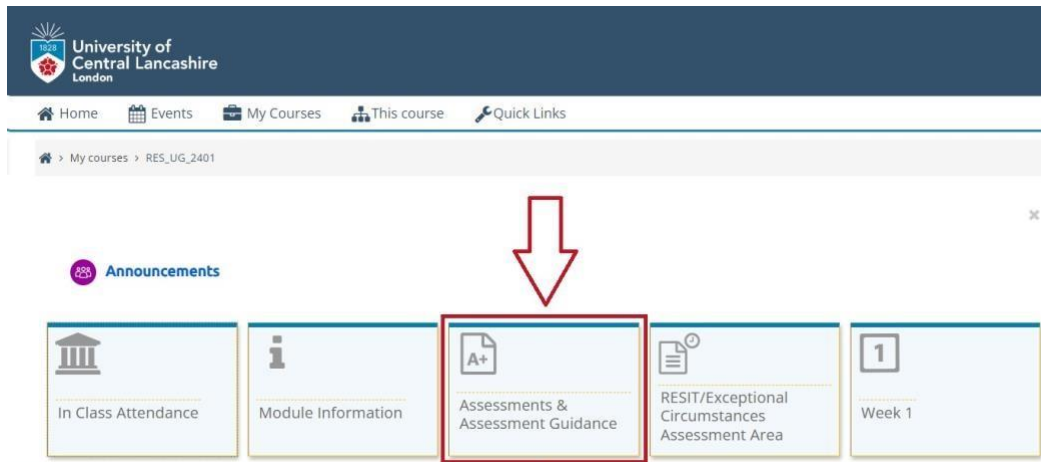 1828
University of
Central Lancashire
London
Home Events My Courses This course Quick Links
> My courses > RES_UG_2401
Announcements
In Class Attendance
i
Module Information
A+
Assessments &
Assessment Guidance
RESIT/Exceptional
Circumstances
Assessment Area
1
Week 1